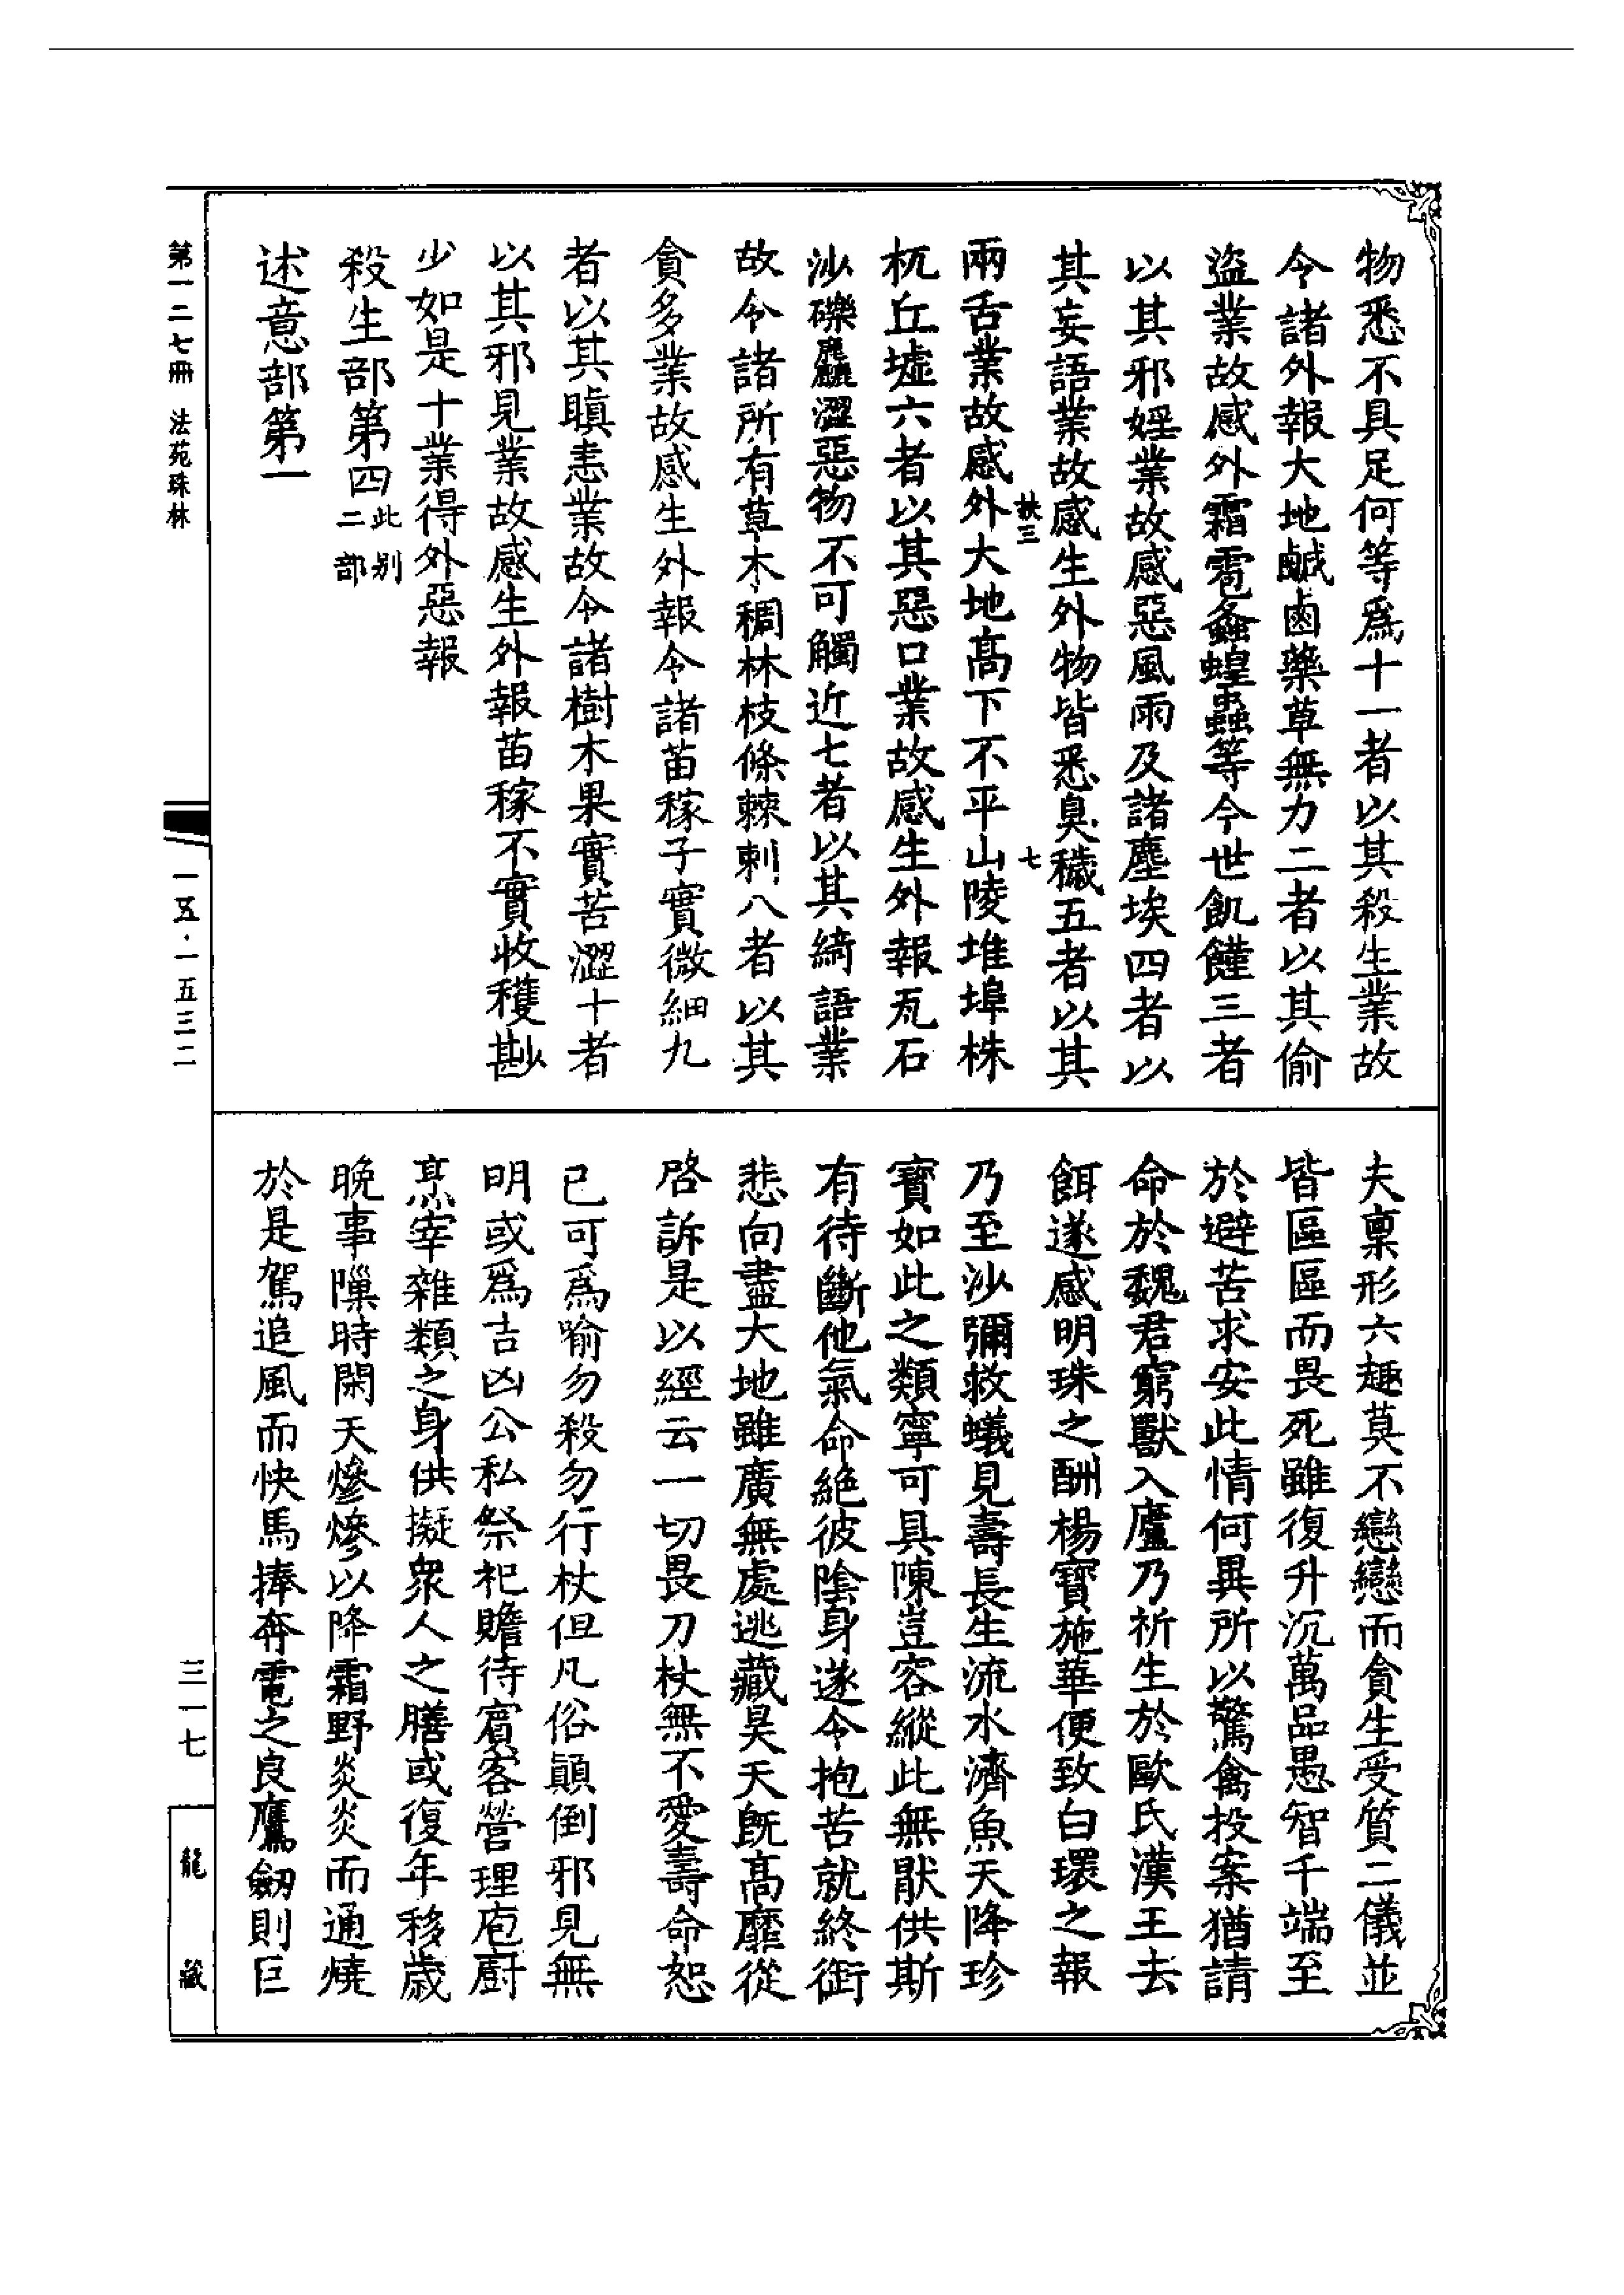 物悉不具足何等爲十一者以其殺生業故
令諸外報大地鹹鹵藥草無力二者以其偷
盜業故感外霜雹螽蝗蟲等令世飢饉三者
以其邪婬業故感惡風雨及諸塵埃四者以
其妄語業故感生外物皆悉臭穢五者以其
扶三 七
兩舌業故感外大地高下不平山陵堆埠株
杌丘墟六者以其惡口業故感生外報瓦石
沙礫麤澀惡物不可觸近七者以其綺語業
故令諸所有草木稠林枝條棘刺八者以其
貪多業故感生外報令諸苗稼子實微細九
者以其瞋恚業故令諸樹木果實苦澀十者
以其邪見業故感生外報苗稼不實收穫尠
少如是十業得外惡報
殺生部第四此別二部
述意部第一
夫稟形六趣莫不戀戀而貪生受質二儀並
皆區區而畏死雖復升沉萬品愚智千端至
於避苦求安此情何異所以驚禽投案猶請
命於魏君窮獸入廬乃祈生於歐氏漢王去
餌遂感明珠之酬楊寶施華便致白環之報
乃至沙彌救蟻見壽長生流水濟魚天降珍
寶如此之類寧可具陳豈容縱此無猒供斯
有待斷他氣命絕彼陰身遂令抱苦就終銜
悲向盡大地雖廣無處逃藏昊天既高靡從
啓訴是以經云一切畏刀杖無不愛壽命恕
己可爲喻勿殺勿行杖但凡俗顛倒邪見無
明或爲吉凶公私祭祀贍待賓客營理庖廚
烹宰雜類之身供擬衆人之膳或復年移歲
晚事隟時閑天慘慘以降霜野炎炎而通燒
於是駕追風而快馬捧奔電之良鷹劒則巨
第一二七冊 法苑珠林
一五·一五三二
三一七
龍藏